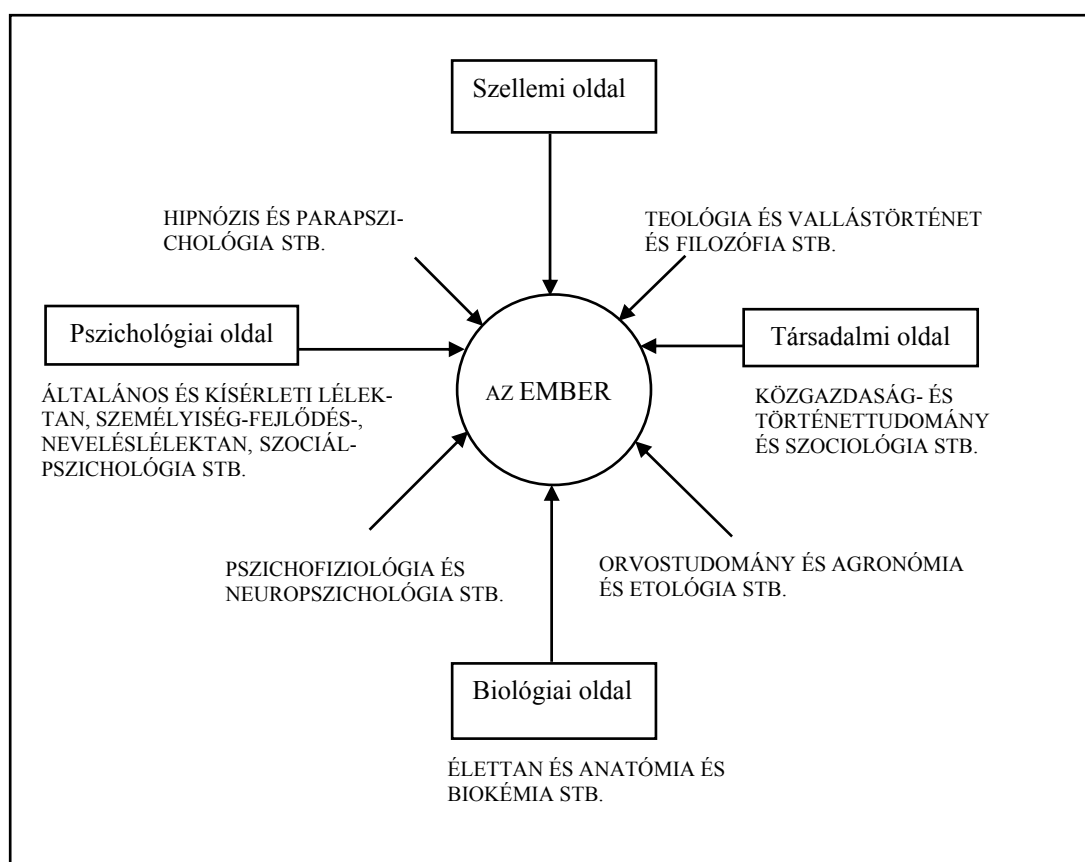 Szellemi oldal
HIPNÓZIS ÉS PARAPSZI-
CHOLÓGIA STB.
TEOLÓGIA ÉS VALLÁSTÖRTÉNET
ÉS FILOZÓFIA STB.
Pszichológiai oldal
Társadalmi oldal
AZ EMBER
ÁLTALÁNOS ÉS KÍSÉRLETI LÉLEK-
TAN, SZEMÉLYISÉG-FEJLŐDÉS-,
NEVELÉSLÉLEKTAN, SZOCIÁL-
PSZICHOLÓGIA STB.
KÖZGAZDASÁG- ÉS
TÖRTÉNETTUDOMÁNY
ÉS SZOCIOLÓGIA STB.
PSZICHOFIZIOLÓGIA ÉS
NEUROPSZICHOLÓGIA STB.
ORVOSTUDOMÁNY ÉS AGRONÓMIA
ÉS ETOLÓGIA STB.
Biológiai oldal
ÉLETTAN ÉS ANATÓMIA ÉS
BIOKÉMIA STB.